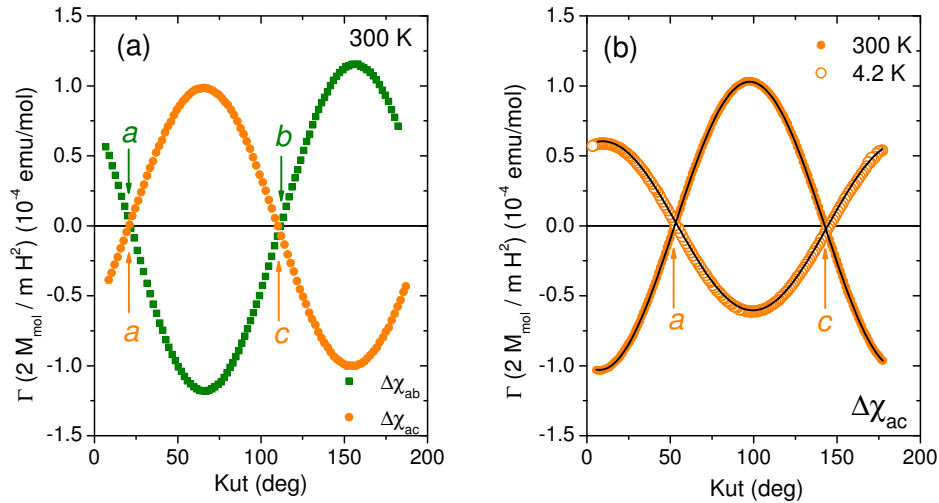 (a)
300 K
a
b
a
c
Δχab
Δχac
1.5
1.0
0.5
0.0
-0.5
-1.0
-1.5
0
50
100
150
200
Kut (deg)
Γ (2 Mmol / m H²) (10⁻⁴ emu/mol)
(b)
300 K
4.2 K
a
c
Δχac
1.5
1.0
0.5
0.0
-0.5
-1.0
-1.5
0
50
100
150
200
Kut (deg)
Γ (2 Mmol / m H²) (10⁻⁴ emu/mol)